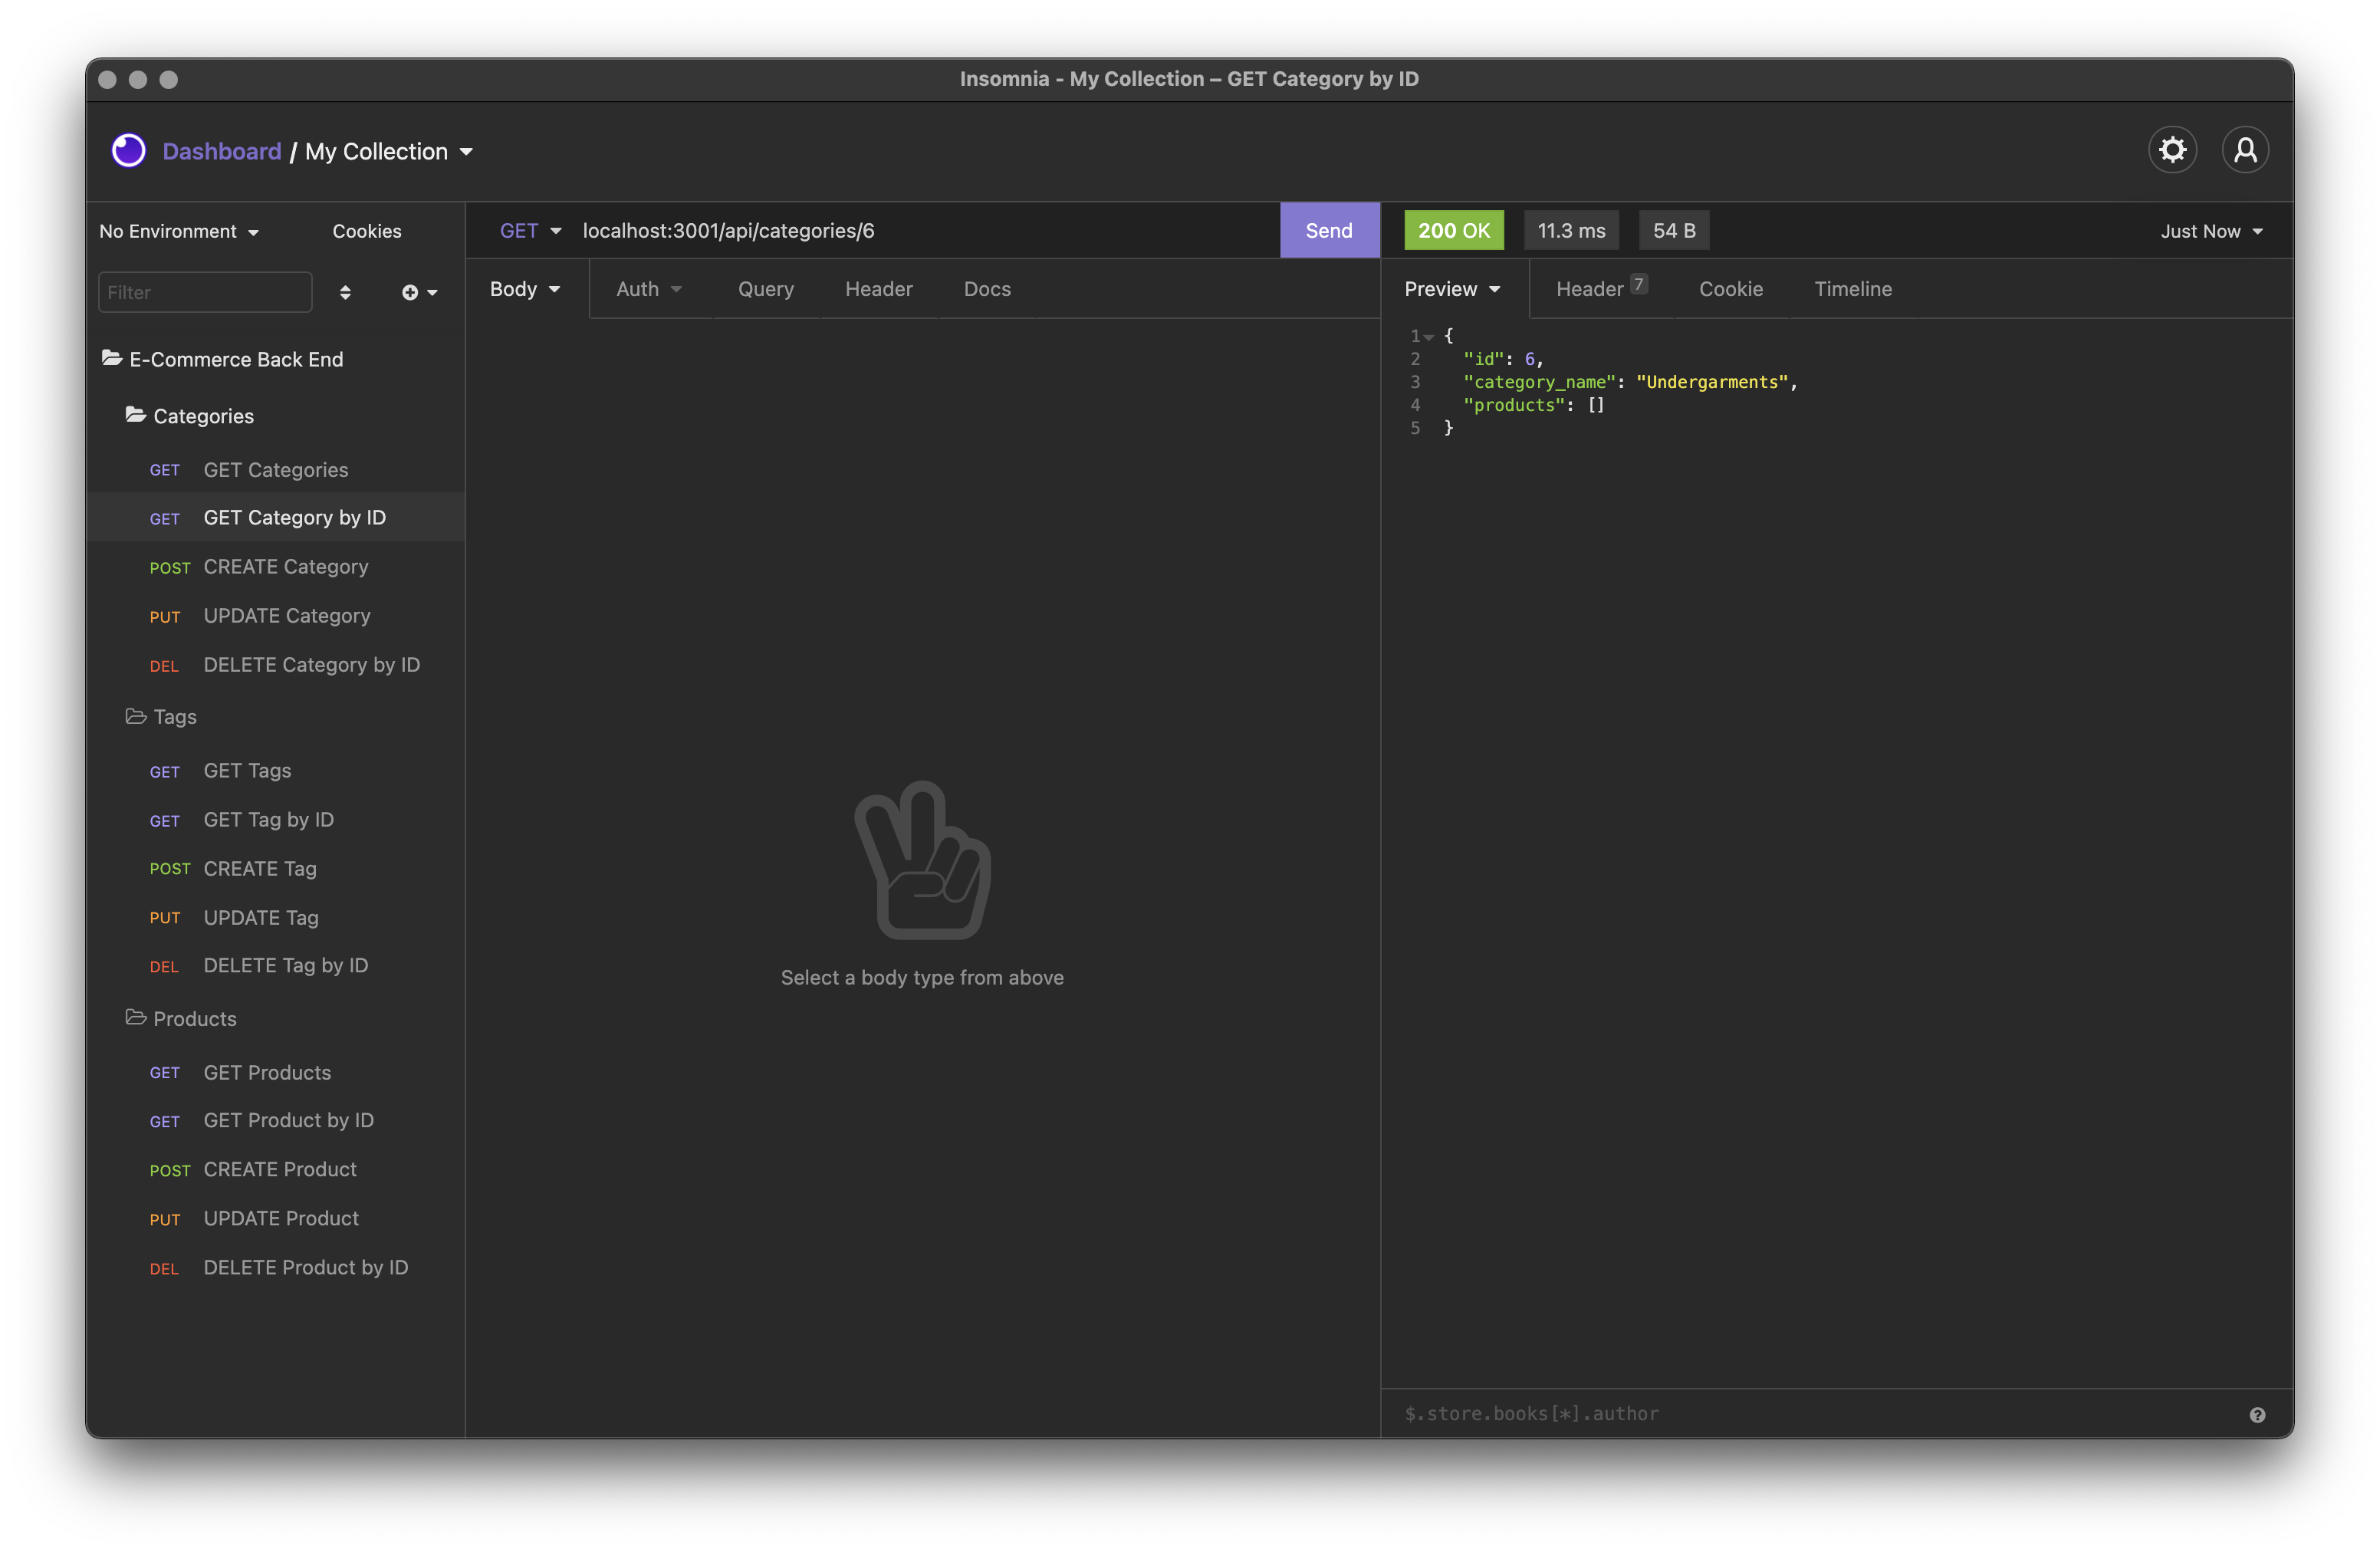 Insomnia - My Collection – GET Category by ID
Dashboard / My Collection
No Environment
Cookies
Filter
E-Commerce Back End
Categories
GET GET Categories
GET GET Category by ID
POST CREATE Category
PUT UPDATE Category
DEL DELETE Category by ID
Tags
GET GET Tags
GET GET Tag by ID
POST CREATE Tag
PUT UPDATE Tag
DEL DELETE Tag by ID
Products
GET GET Products
GET GET Product by ID
POST CREATE Product
PUT UPDATE Product
DEL DELETE Product by ID
GET localhost:3001/api/categories/6 Send
Body Auth Query Header Docs
Select a body type from above
200 OK 11.3 ms 54 B Just Now
Preview Header 7 Cookie Timeline
1 {
2 "id": 6,
3 "category_name": "Undergarments",
4 "products": []
5 }
$.store.books[*].author